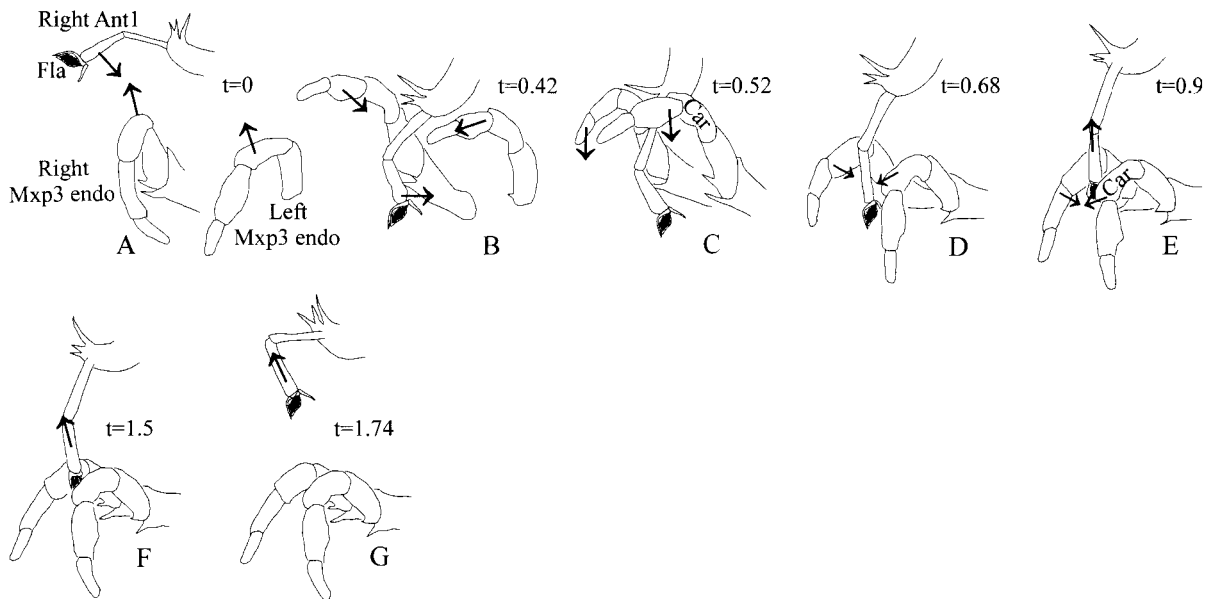 Right Ant1
Fla
t=0
Right
Mxp3 endo
Left
Mxp3 endo
A
t=0.42
B
t=0.52
Car
C
t=0.68
D
t=0.9
Car
E
t=1.5
F
t=1.74
G